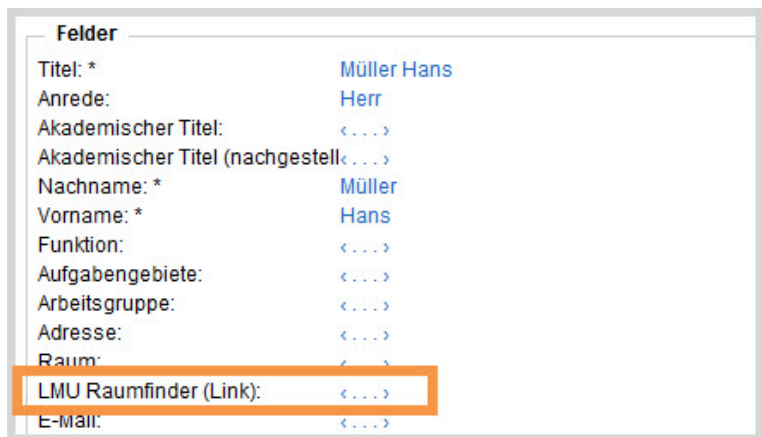 Felder
Titel: * Müller Hans
Anrede: Herr
Akademischer Titel: ‹...›
Akademischer Titel (nachgestell‹...›
Nachname: * Müller
Vorname: * Hans
Funktion: ‹...›
Aufgabengebiete: ‹...›
Arbeitsgruppe: ‹...›
Adresse: ‹...›
Raum: ‹...›
LMU Raumfinder (Link): ‹...›
E-Mail: ‹...›